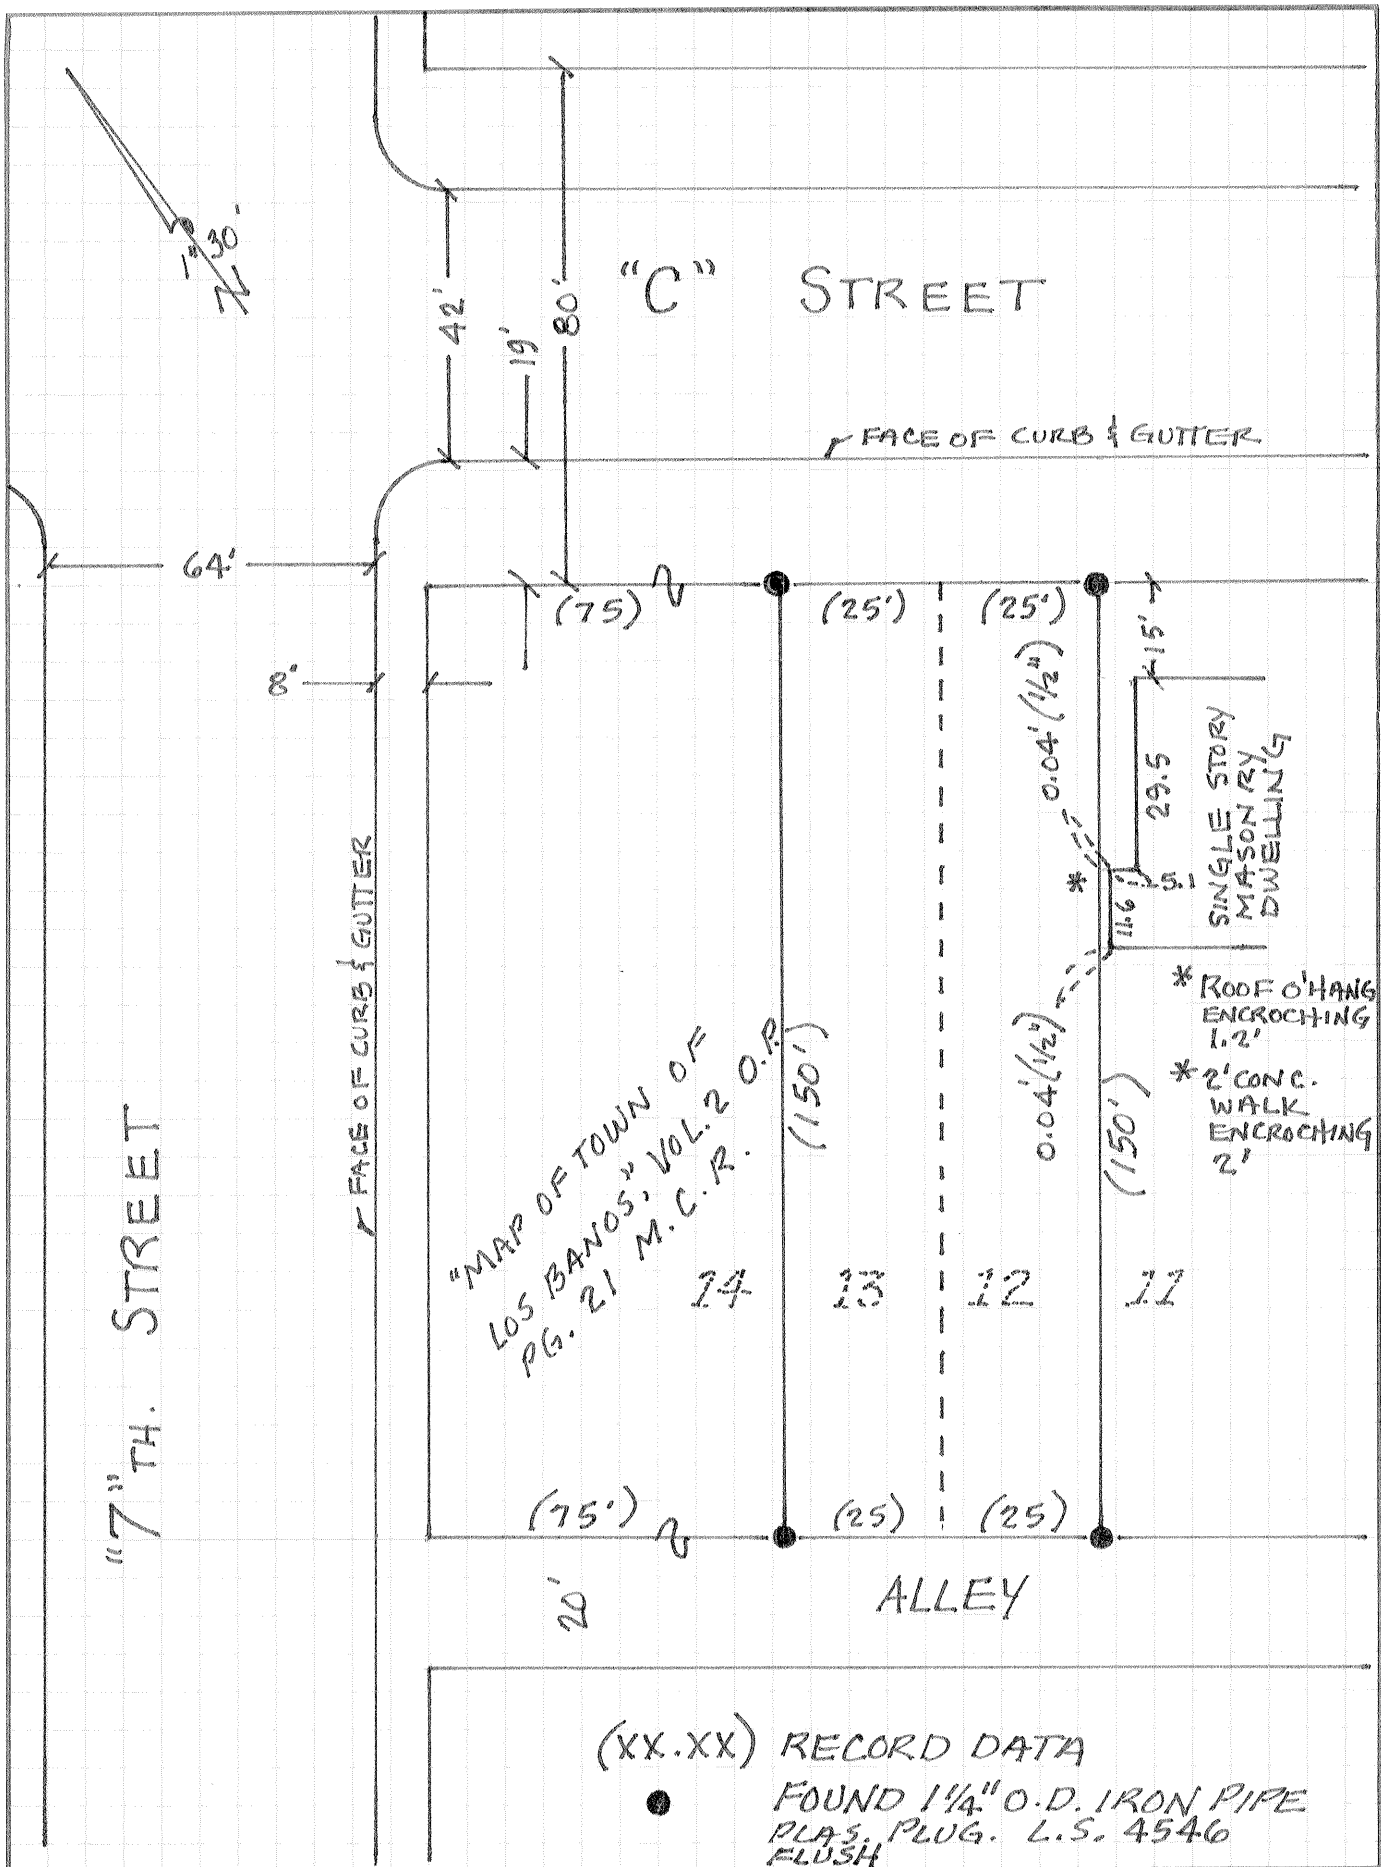 1"=30'
N
42'
19'
80'
"C" STREET
FACE OF CURB & GUTTER
64'
(75)
(25')
(25')
15'
8'
0.04' (1/2")
29.5
SINGLE STORY
MASONRY
DWELLING
*
5.1
11.6
FACE OF CURB & GUTTER
* ROOF O'HANG
ENCROCHING
1.2'
* 2' CONC.
WALK
ENCROCHING
2'
0.04' (1/2")
(150')
(150')
"MAP OF TOWN OF
LOS BANOS," VOL. 2 O.P.
PG. 21 M.C.R.
"7"TH. STREET
14
13
12
11
(75')
(25)
(25)
20'
ALLEY
(XX.XX) RECORD DATA
FOUND 1 1/4" O.D. IRON PIPE
PLAS. PLUG. L.S. 4546
FLUSH